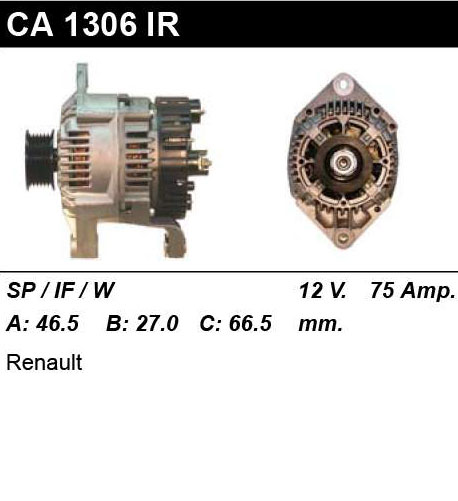 CA 1306 IR
SP / IF / W 12 V. 75 Amp.
A: 46.5 B: 27.0 C: 66.5 mm.
Renault